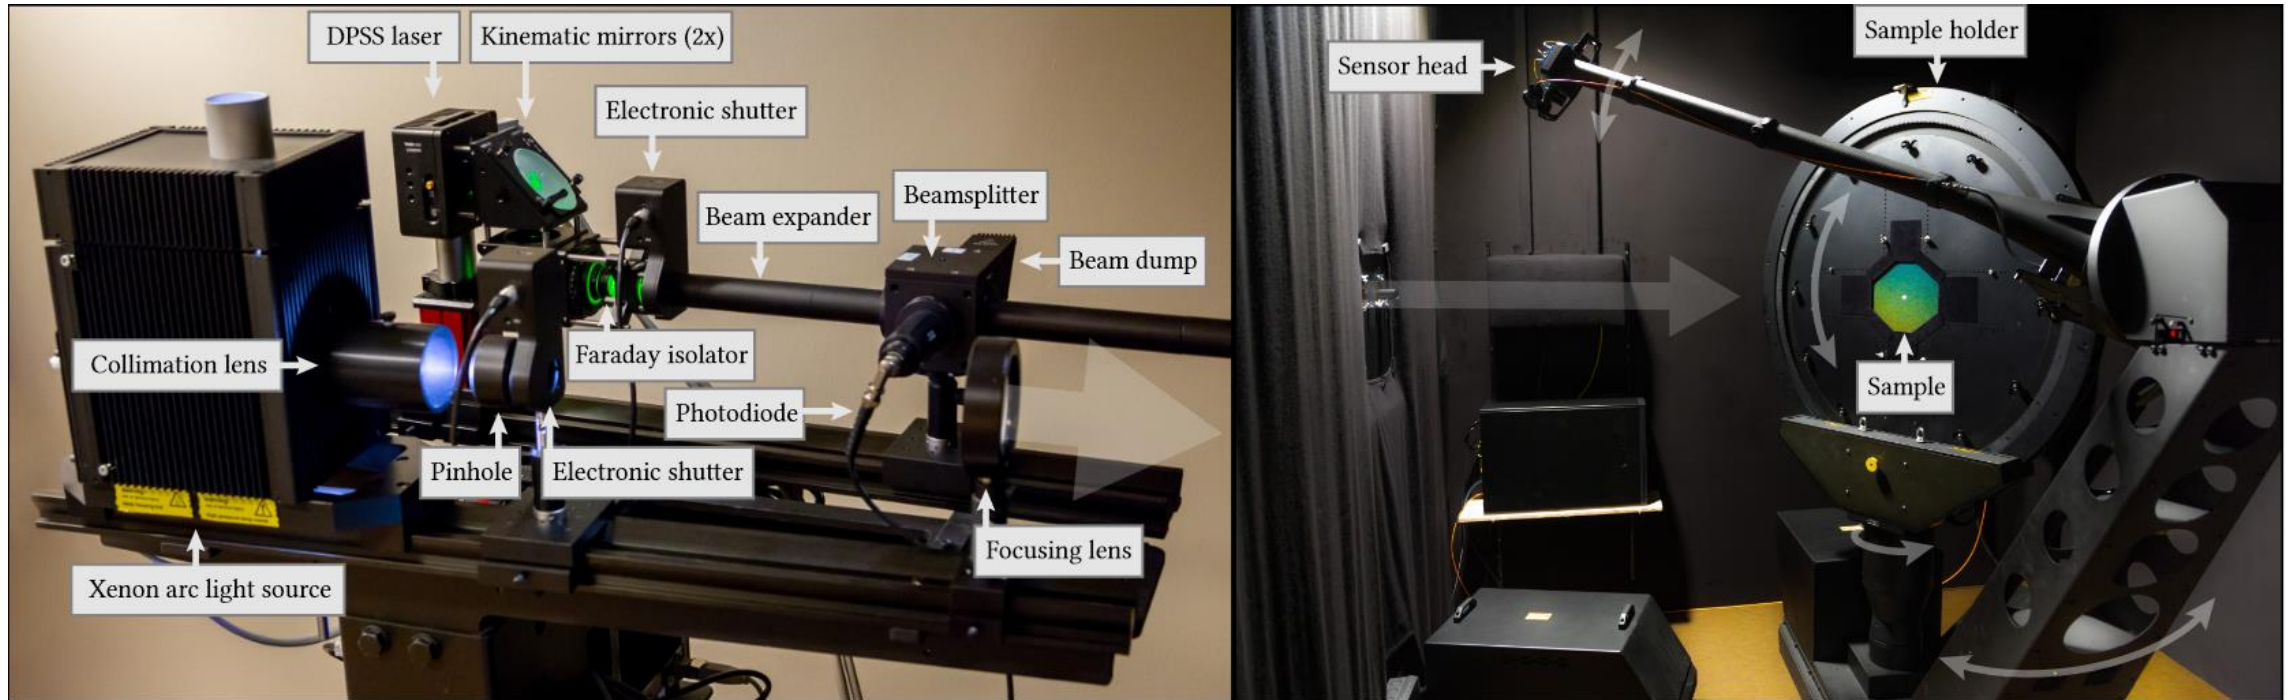 DPSS laser
Kinematic mirrors (2x)
Electronic shutter
Beamsplitter
Beam expander
Beam dump
Faraday isolator
Collimation lens
Photodiode
Pinhole
Electronic shutter
Focusing lens
Xenon arc light source
Sensor head
Sample holder
Sample